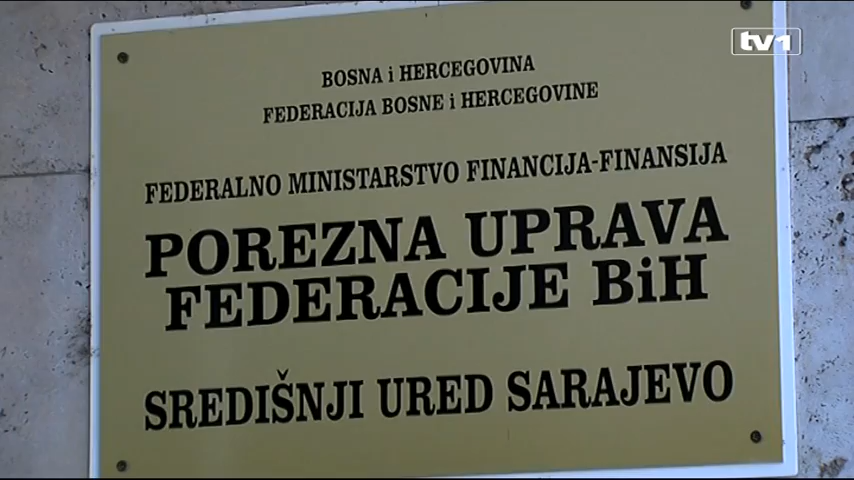 tv1
BOSNA i HERCEGOVINA
FEDERACIJA BOSNE i HERCEGOVINE
FEDERALNO MINISTARSTVO FINANCIJA-FINANSIJA
POREZNA UPRAVA
FEDERACIJE BiH
SREDIŠNJI URED SARAJEVO